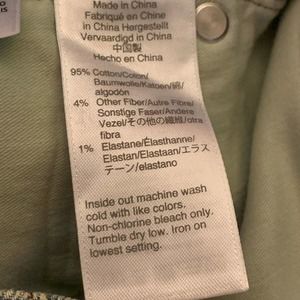 IS
Made in China
Fabriqué en Chine
in China Hergestellt
Vervaardigd in China
中国製
Hecho en China
95% Cotton/Coton/
Baumwolle/Katoen/綿/
algodón
4% Other Fiber/Autre Fibre/
Sonstige Faser/Andere
Vezel/その他の繊維/otra
fibra
1% Elastane/Élasthanne/
Elastan/Elastaan/エラス
テーン/elastano
Inside out machine wash
cold with like colors.
Non-chlorine bleach only.
Tumble dry low. Iron on
lowest setting.